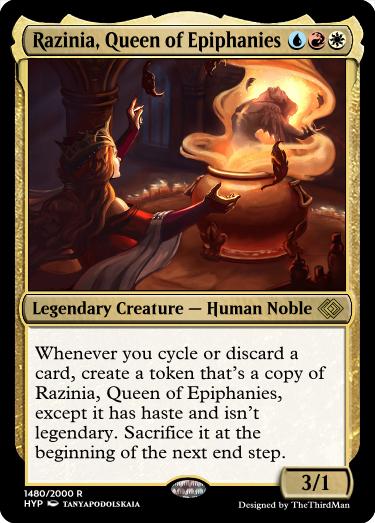 Razinia, Queen of Epiphanies
Legendary Creature — Human Noble
Whenever you cycle or discard a
card, create a token that's a copy of
Razinia, Queen of Epiphanies,
except it has haste and isn't
legendary. Sacrifice it at the
beginning of the next end step.
3/1
1480/2000 R
HYP TANYAPODOLSKAIA
Designed by TheThirdMan